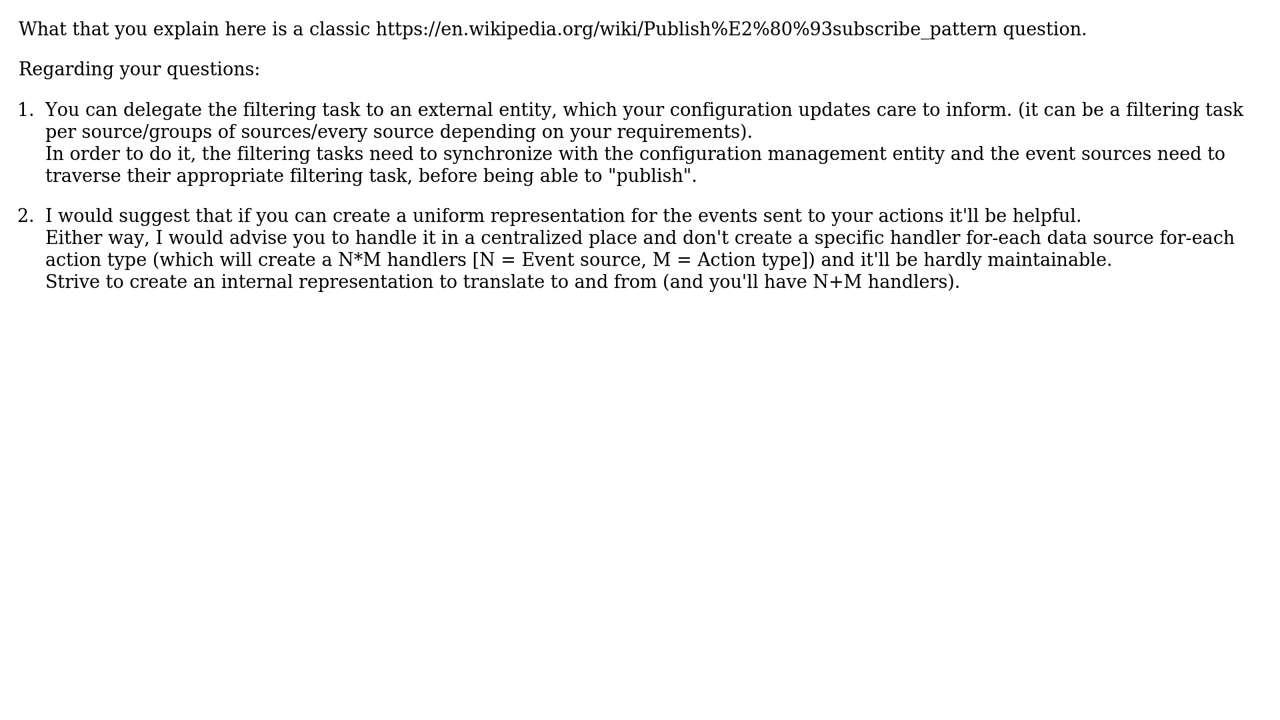 What that you explain here is a classic https://en.wikipedia.org/wiki/Publish%E2%80%93subscribe_pattern question.
Regarding your questions:
1. You can delegate the filtering task to an external entity, which your configuration updates care to inform. (it can be a filtering task
per source/groups of sources/every source depending on your requirements).
In order to do it, the filtering tasks need to synchronize with the configuration management entity and the event sources need to
traverse their appropriate filtering task, before being able to "publish".
2. I would suggest that if you can create a uniform representation for the events sent to your actions it'll be helpful.
Either way, I would advise you to handle it in a centralized place and don't create a specific handler for-each data source for-each
action type (which will create a N*M handlers [N = Event source, M = Action type]) and it'll be hardly maintainable.
Strive to create an internal representation to translate to and from (and you'll have N+M handlers).